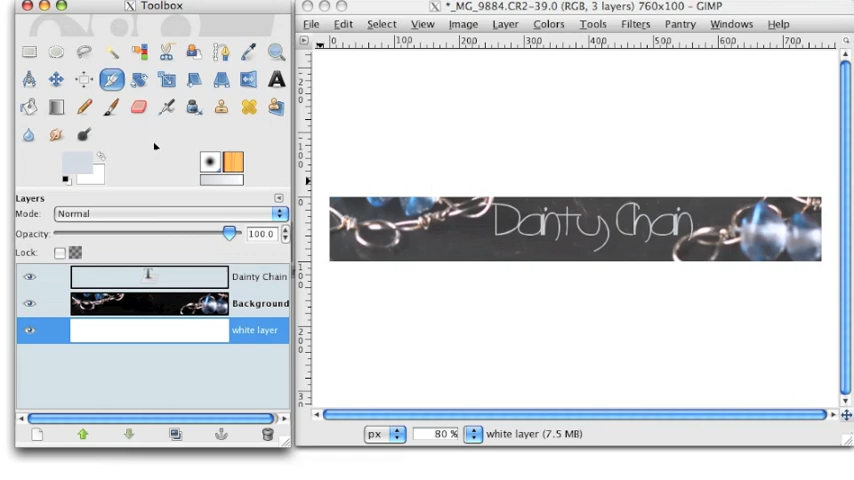 Toolbox
*_MG_9884.CR2-39.0 (RGB, 3 layers) 760x100 – GIMP
File Edit Select View Image Layer Colors Tools Filters Pantry Windows Help
0 100 200 300 400 500 600 700
Layers
Mode: Normal
Opacity: 100.0
Lock:
Dainty Chain
Background
white layer
Dainty Chain
px 80 % white layer (7.5 MB)